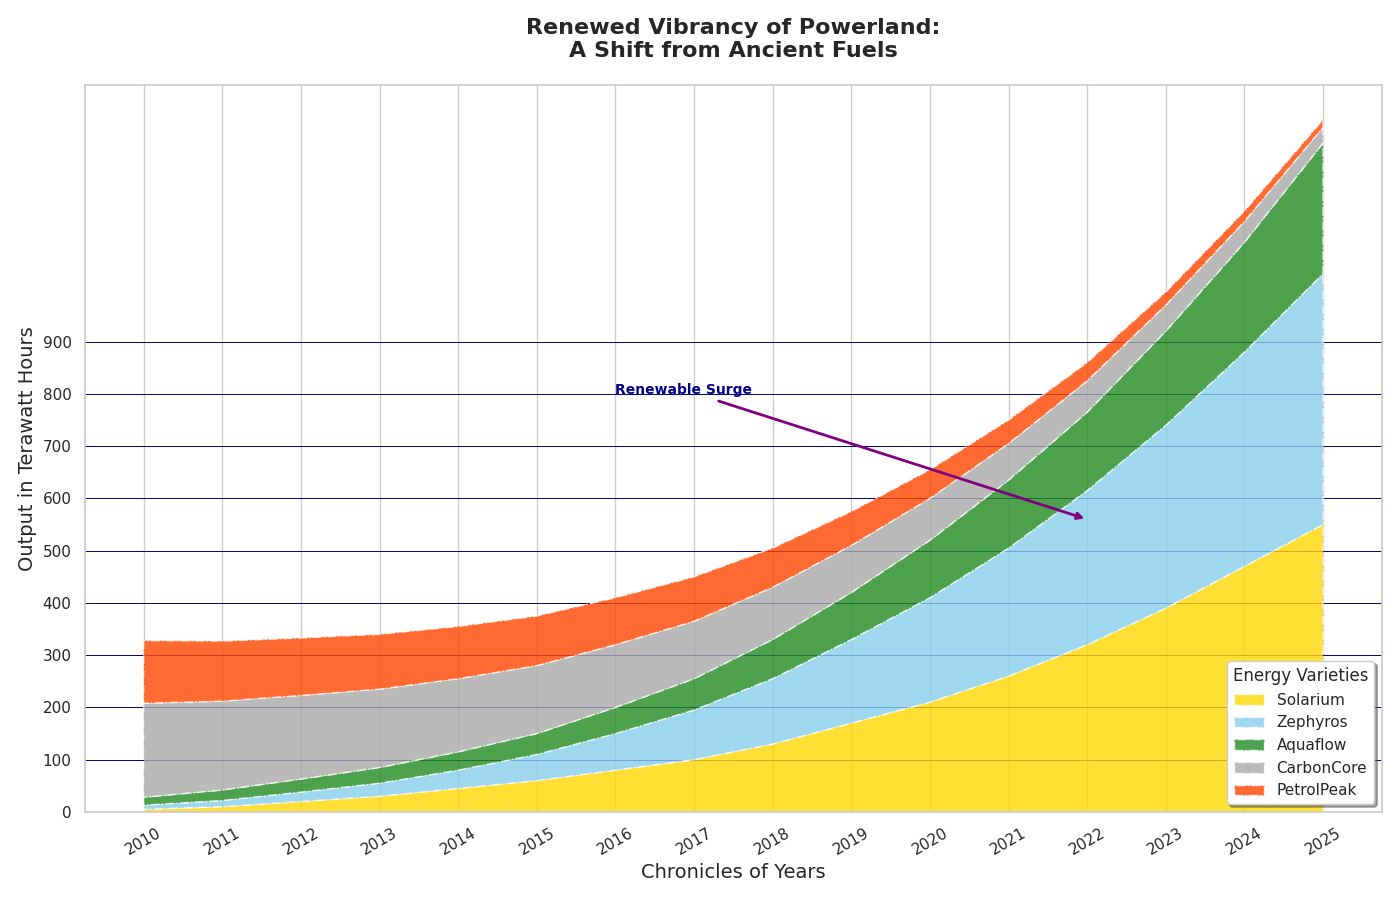 Renewed Vibrancy of Powerland:
A Shift from Ancient Fuels
Output in Terawatt Hours
900
800
700
600
500
400
300
200
100
0
Renewable Surge
Energy Varieties
Solarium
Zephyros
Aquaflow
CarbonCore
PetrolPeak
2010
2011
2012
2013
2014
2015
2016
2017
2018
2019
2020
2021
2022
2023
2024
2025
Chronicles of Years